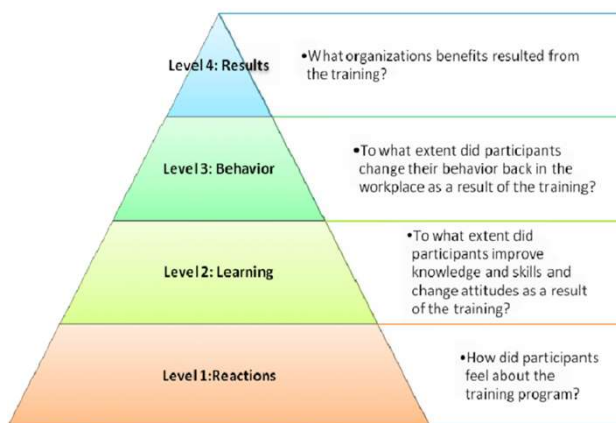 Level 4: Results
•What organizations benefits resulted from
the training?
Level 3: Behavior
•To what extent did participants
change their behavior back in the
workplace as a result of the training?
Level 2: Learning
•To what extent did
participants improve
knowledge and skills and
change attitudes as a result
of the training?
Level 1:Reactions
•How did participants
feel about the
training program?